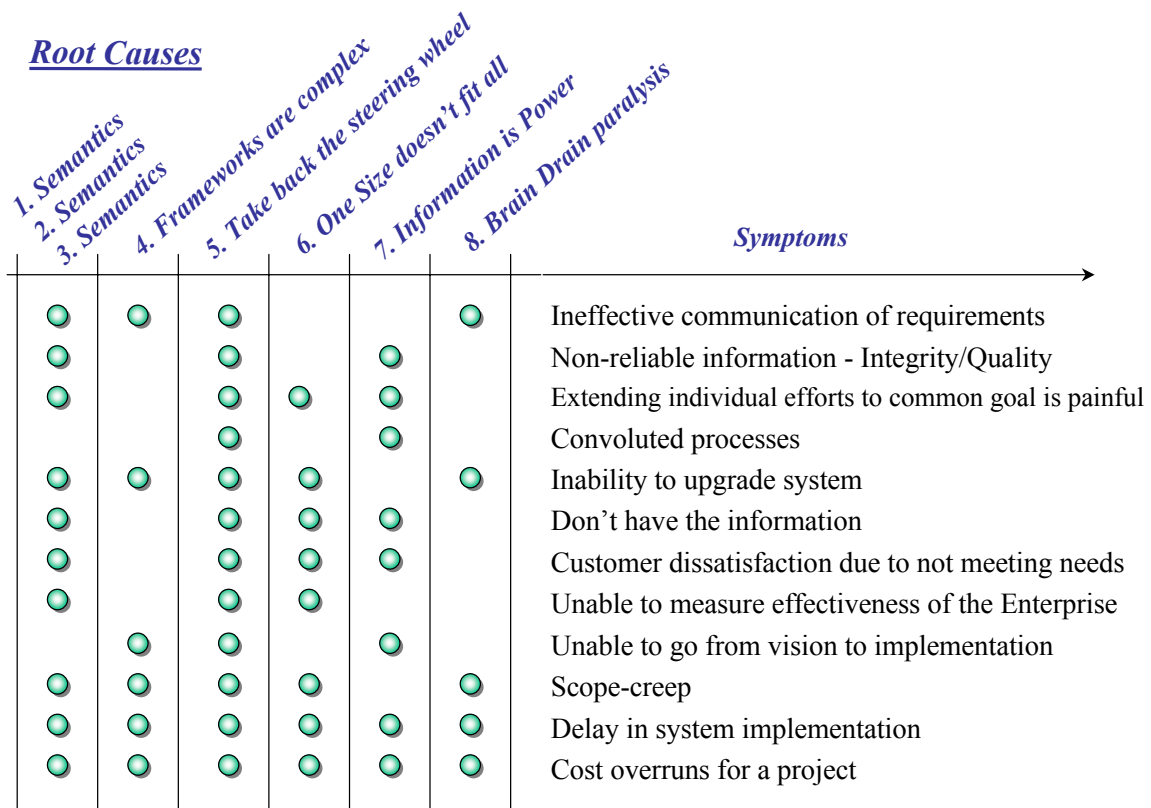 Root Causes
1. Semantics
2. Semantics
3. Semantics
4. Frameworks are complex
5. Take back the steering wheel
6. One Size doesn’t fit all
7. Information is Power
8. Brain Drain paralysis
Symptoms
Ineffective communication of requirements
Non-reliable information - Integrity/Quality
Extending individual efforts to common goal is painful
Convoluted processes
Inability to upgrade system
Don’t have the information
Customer dissatisfaction due to not meeting needs
Unable to measure effectiveness of the Enterprise
Unable to go from vision to implementation
Scope-creep
Delay in system implementation
Cost overruns for a project